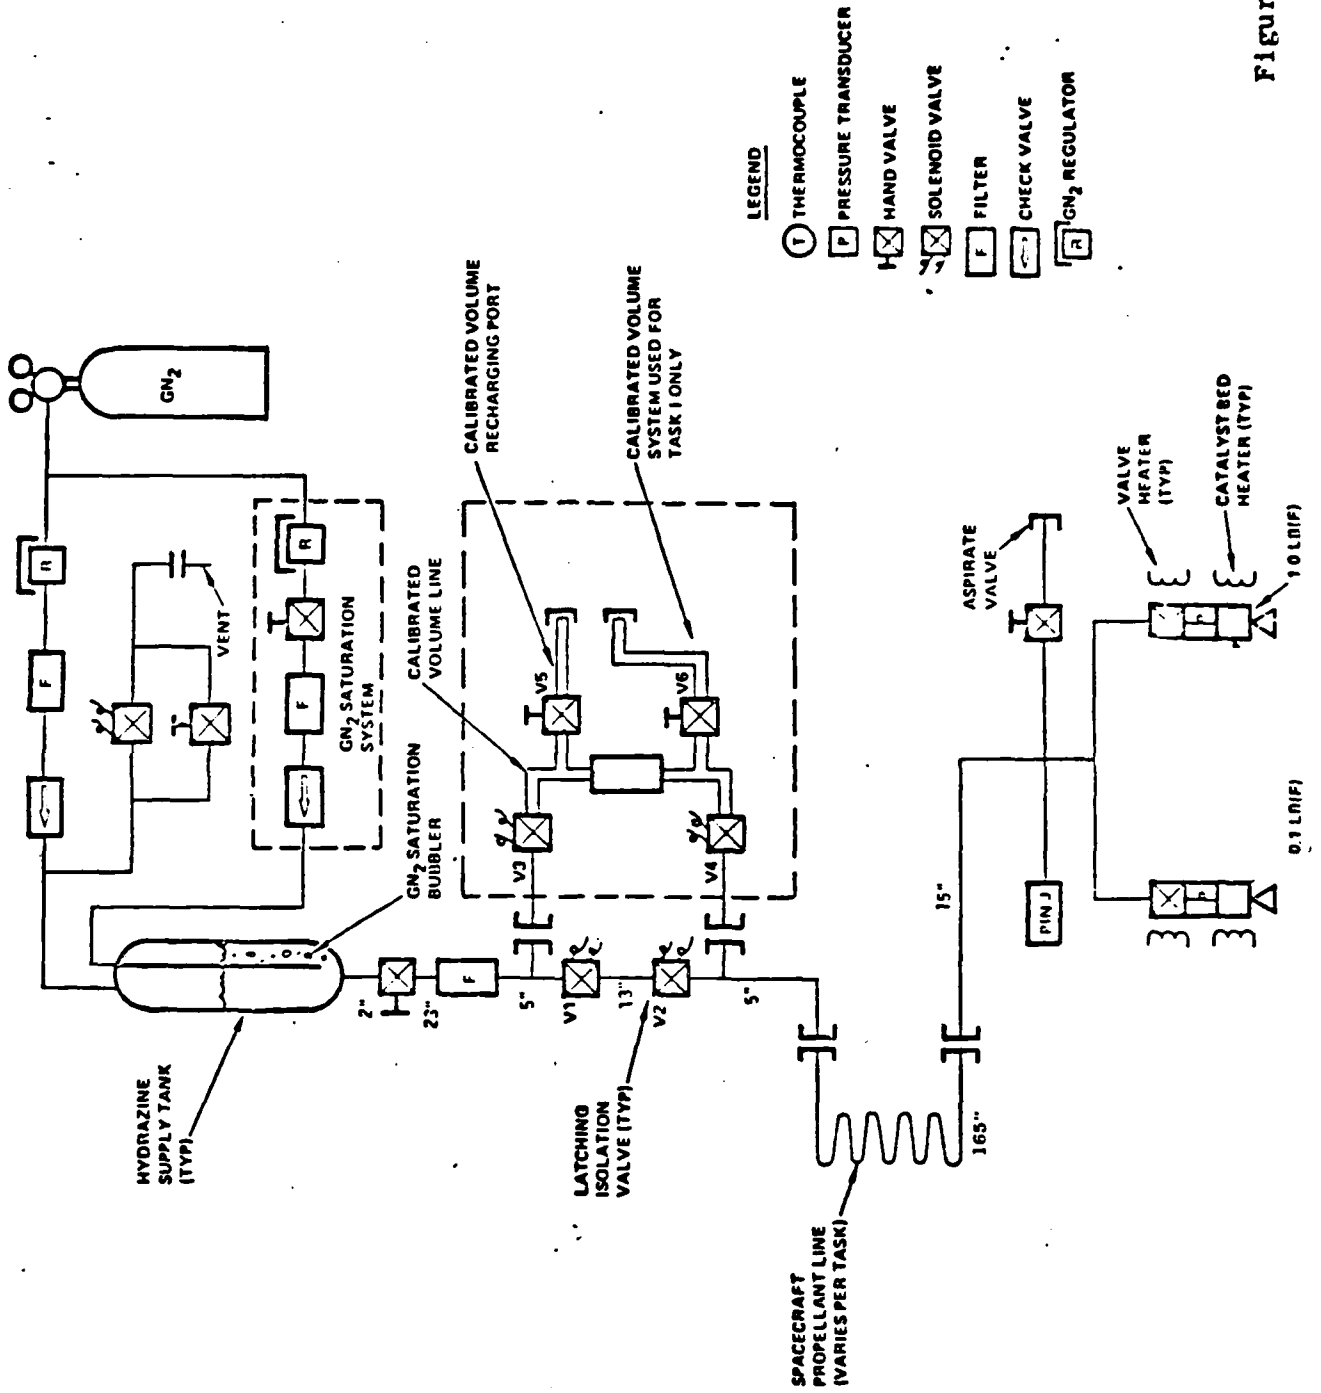 Figur
LEGEND
T THERMOCOUPLE
P PRESSURE TRANSDUCER
HAND VALVE
SOLENOID VALVE
F FILTER
CHECK VALVE
R GN₂ REGULATOR
GN₂
R
F
VENT
R
F
GN₂ SATURATION
SYSTEM
GN₂ SATURATION
BUBBLER
HYDRAZINE
SUPPLY TANK
(TYP)
2"
23"
F
5"
V1
13"
V2
5"
LATCHING
ISOLATION
VALVE (TYP)
CALIBRATED
VOLUME LINE
CALIBRATED VOLUME
RECHARGING PORT
CALIBRATED VOLUME
SYSTEM USED FOR
TASK I ONLY
V3
V5
V6
V4
SPACECRAFT
PROPELLANT LINE
(VARIES PER TASK)
165"
15"
PIN J
ASPIRATE
VALVE
VALVE
HEATER
(TYP)
CATALYST BED
HEATER (TYP)
0.1 LB(F)